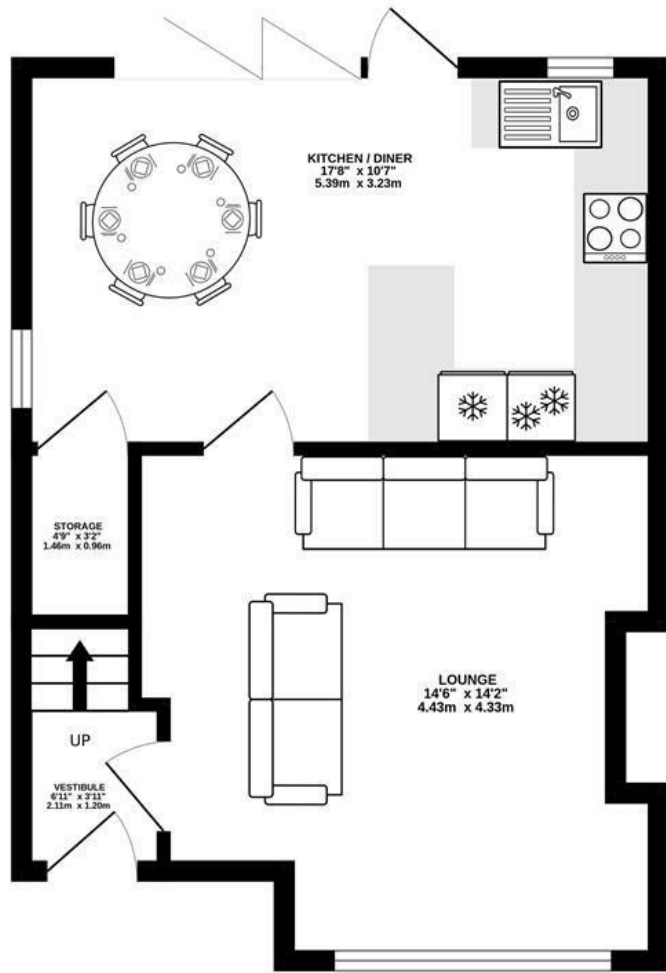 KITCHEN / DINER
17'8" x 10'7"
5.39m x 3.23m
STORAGE
4'9" x 3'2"
1.46m x 0.96m
LOUNGE
14'6" x 14'2"
4.43m x 4.33m
UP
VESTIBULE
6'11" x 3'11"
2.11m x 1.20m